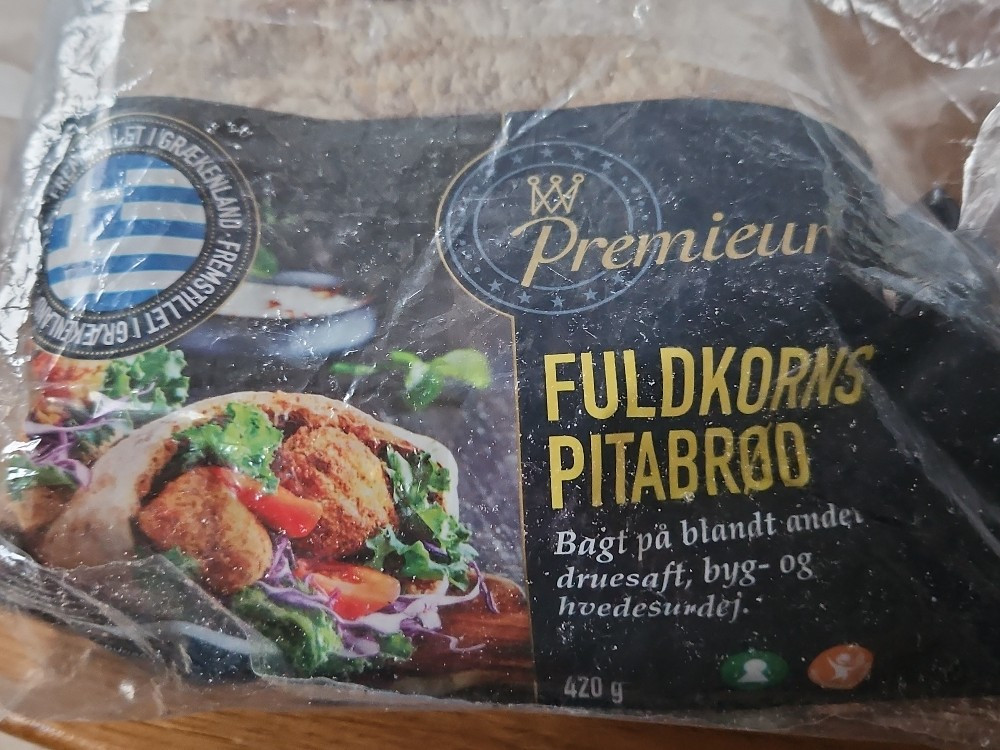 FREMSTILLET I GRÆKENLAND
FREMSTILLET I GRÆKENLAND
Premieur
FULDKORNS
PITABRØD
Bagt på blandt andet
druesaft, byg- og
hvedesurdej.
420 g